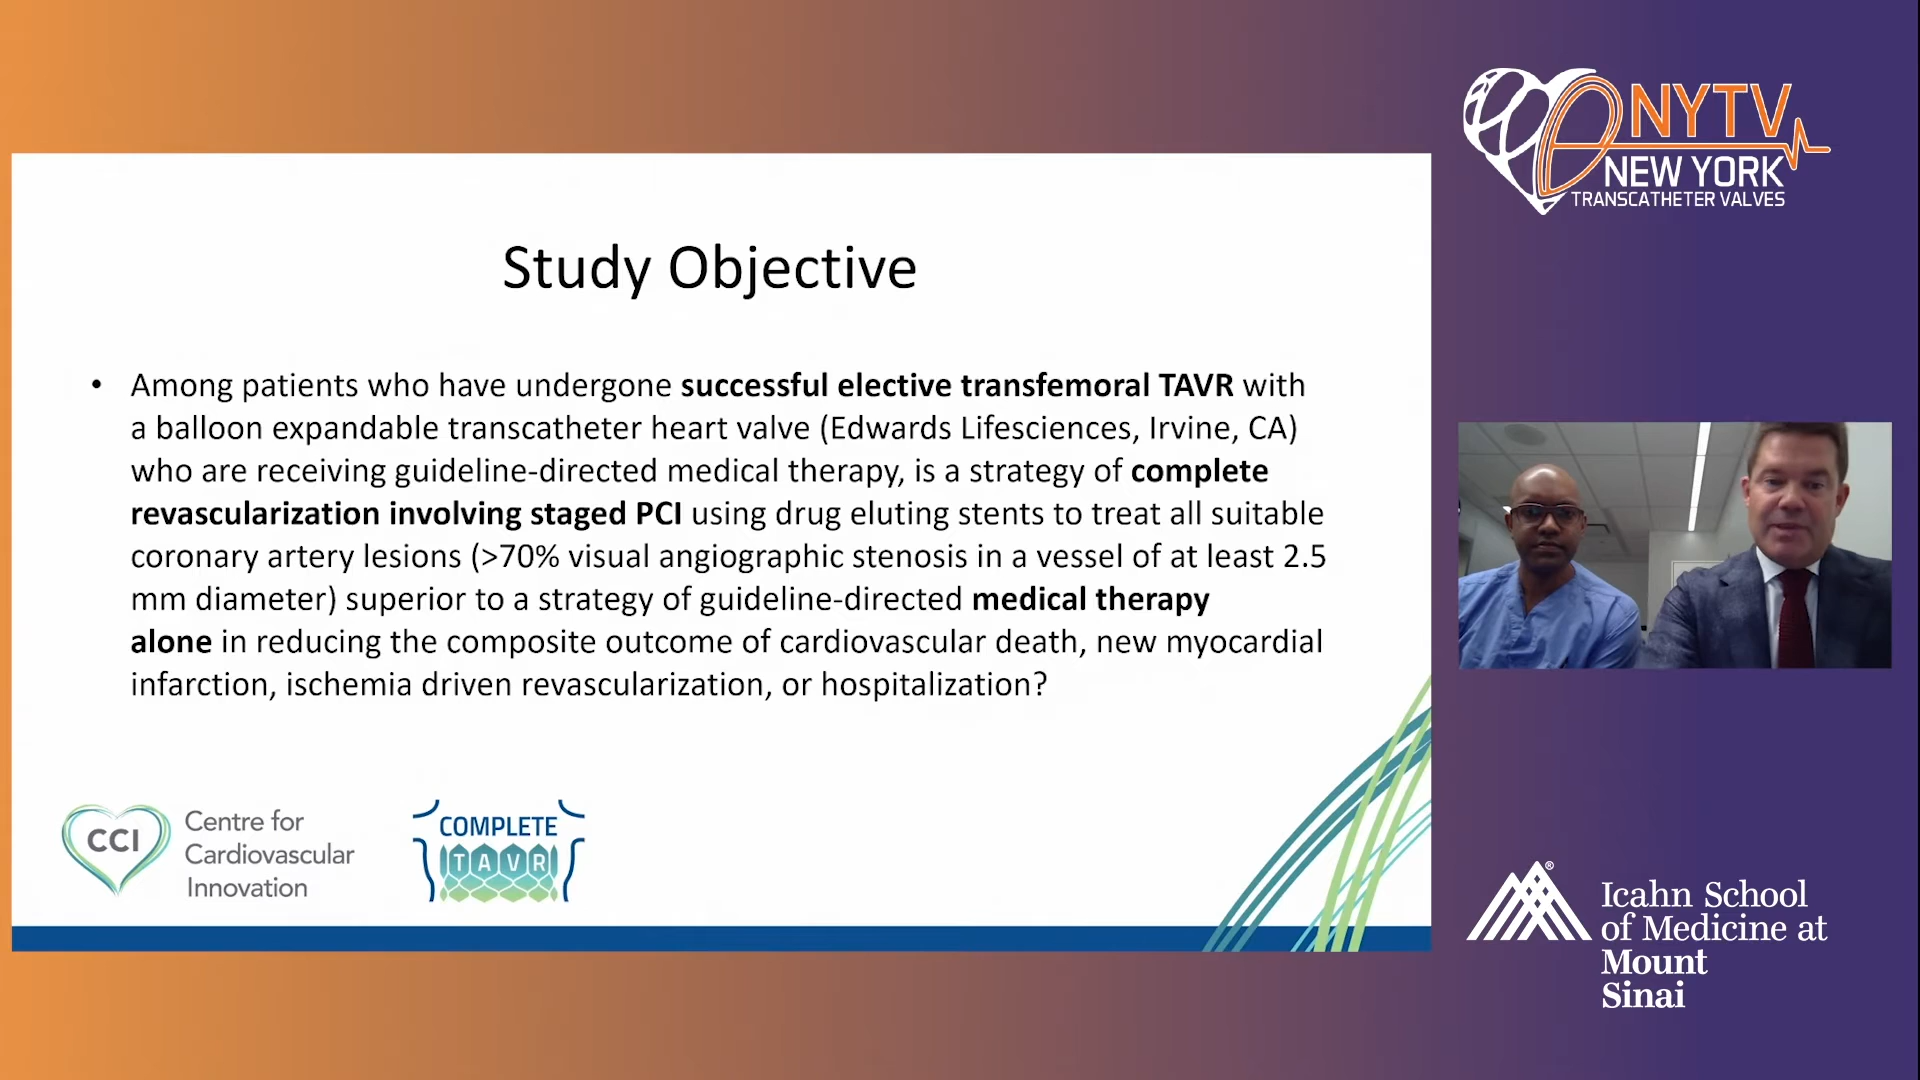 NYTV
NEW YORK
TRANSCATHETER VALVES
Study Objective
• Among patients who have undergone successful elective transfemoral TAVR with
a balloon expandable transcatheter heart valve (Edwards Lifesciences, Irvine, CA)
who are receiving guideline-directed medical therapy, is a strategy of complete
revascularization involving staged PCI using drug eluting stents to treat all suitable
coronary artery lesions (>70% visual angiographic stenosis in a vessel of at least 2.5
mm diameter) superior to a strategy of guideline-directed medical therapy
alone in reducing the composite outcome of cardiovascular death, new myocardial
infarction, ischemia driven revascularization, or hospitalization?
CCI
Centre for
Cardiovascular
Innovation
COMPLETE
TAVR
®
Icahn School
of Medicine at
Mount
Sinai